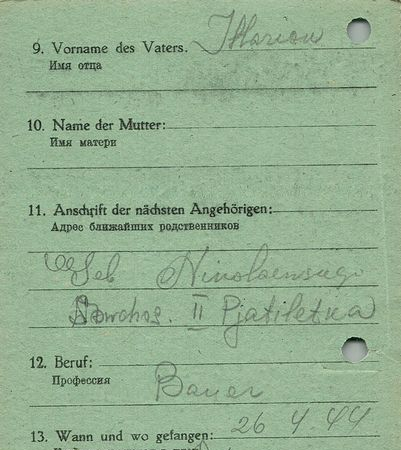 9. Vorname des Vaters. Illarion
Имя отца
10. Name der Mutter:
Имя матери
11. Anschrift der nächsten Angehörigen:
Адрес ближайших родственников
Geb
Sowchos. II Pjatiletka
12. Beruf:
Профессия
Bauer
13. Wann und wo gefangen: 26 4. 44